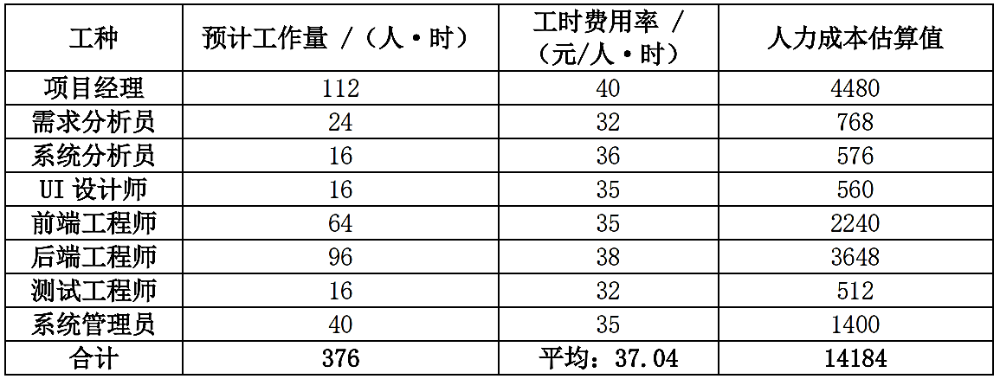 工种 预计工作量 /（人·时） 工时费用率 /（元/人·时） 人力成本估算值
项目经理 112 40 4480
需求分析员 24 32 768
系统分析员 16 36 576
UI 设计师 16 35 560
前端工程师 64 35 2240
后端工程师 96 38 3648
测试工程师 16 32 512
系统管理员 40 35 1400
合计 376 平均：37.04 14184